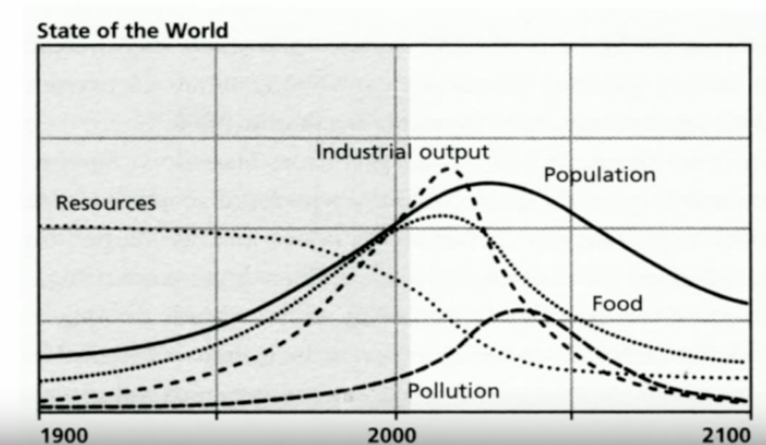 State of the World
Industrial output
Population
Resources
Food
Pollution
1900 2000 2100